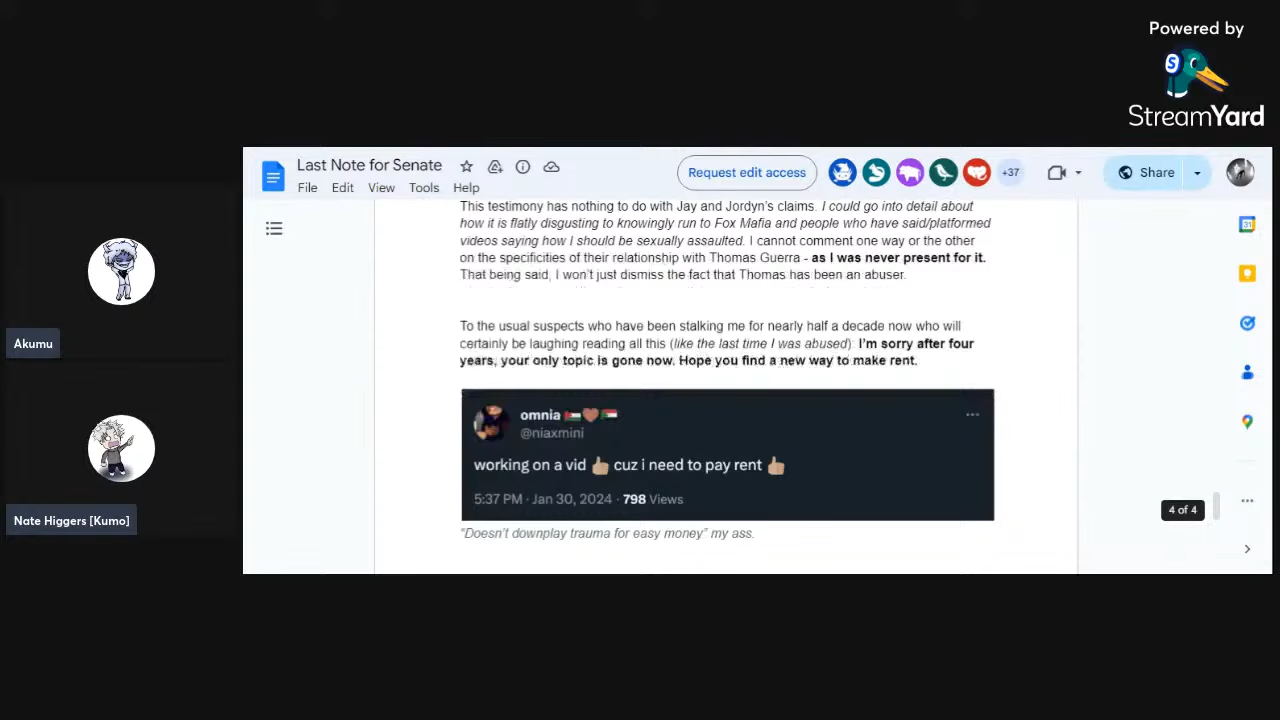 Powered by
StreamYard
Last Note for Senate
File Edit View Tools Help
Request edit access
+37
Share
This testimony has nothing to do with Jay and Jordyn's claims. I could go into detail about
how it is flatly disgusting to knowingly run to Fox Mafia and people who have said/platformed
videos saying how I should be sexually assaulted. I cannot comment one way or the other
on the specificities of their relationship with Thomas Guerra - as I was never present for it.
That being said, I won't just dismiss the fact that Thomas has been an abuser.
To the usual suspects who have been stalking me for nearly half a decade now who will
certainly be laughing reading all this (like the last time I was abused): I'm sorry after four
years, your only topic is gone now. Hope you find a new way to make rent.
omnia 🇵🇸🤎🇸🇩
@niaxmini
working on a vid 👍🏼 cuz i need to pay rent 👍🏼
5:37 PM · Jan 30, 2024 · 798 Views
"Doesn't downplay trauma for easy money" my ass.
4 of 4
31
Akumu
Nate Higgers [Kumo]